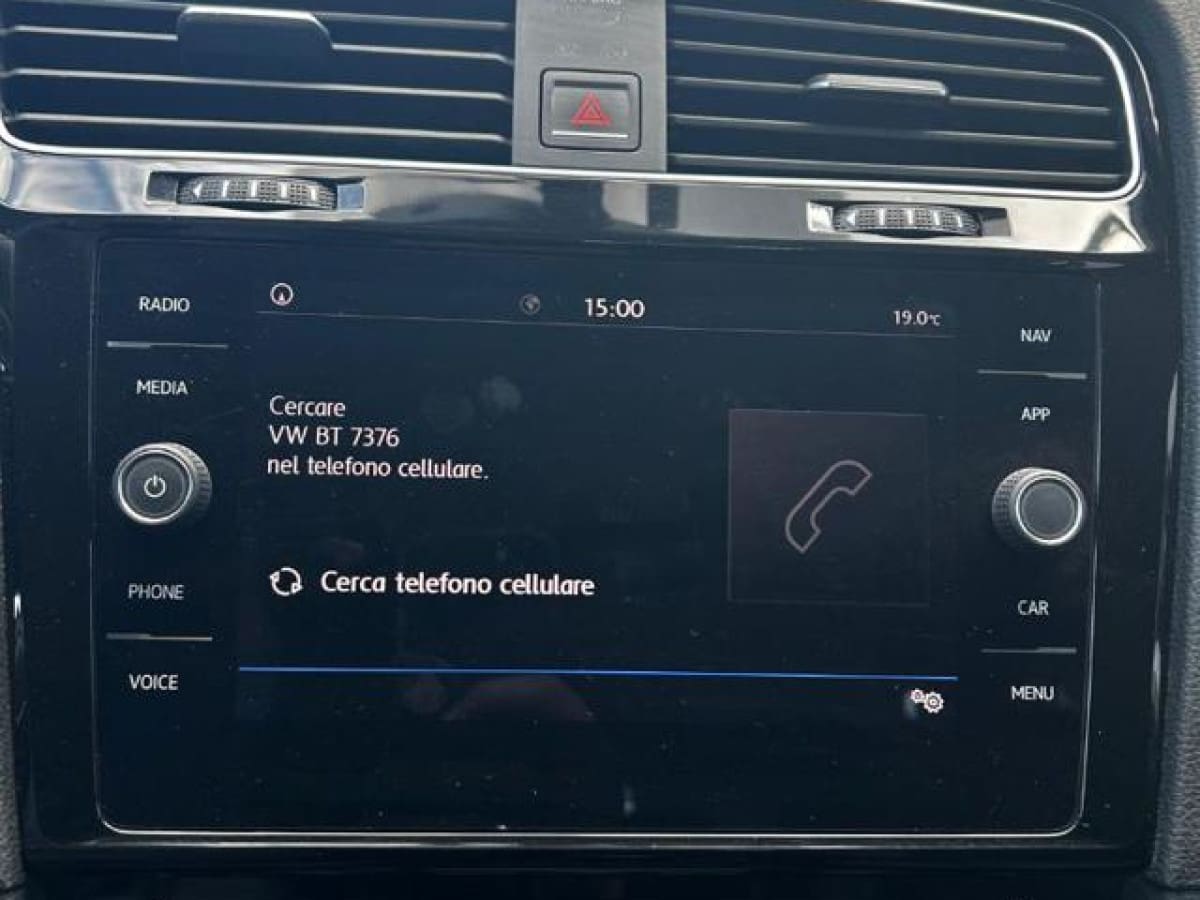 RADIO
15:00
19.0°C
NAV
MEDIA
APP
Cercare
VW BT 7376
nel telefono cellulare.
Cerca telefono cellulare
PHONE
CAR
VOICE
MENU